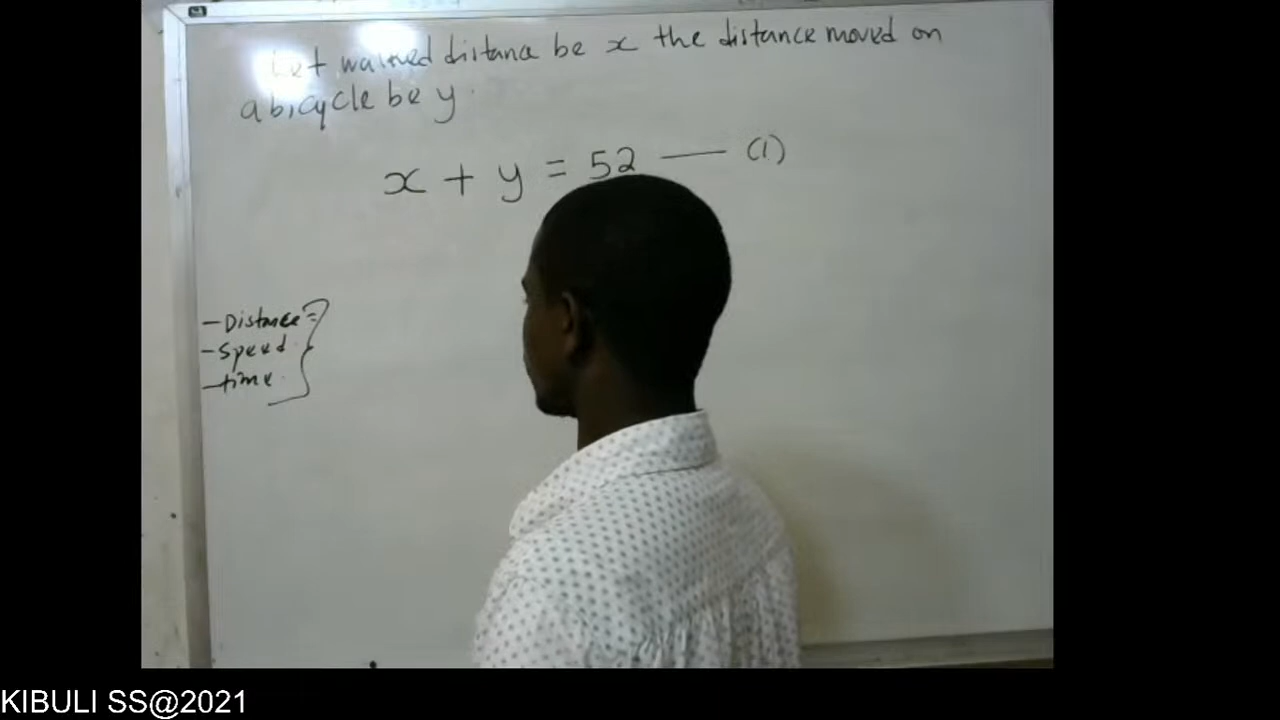 Let walked distance be x the distance moved on
a bicycle be y.
x + y = 52 — (1)
- Distance =
- Speed
- time
KIBULI SS@2021